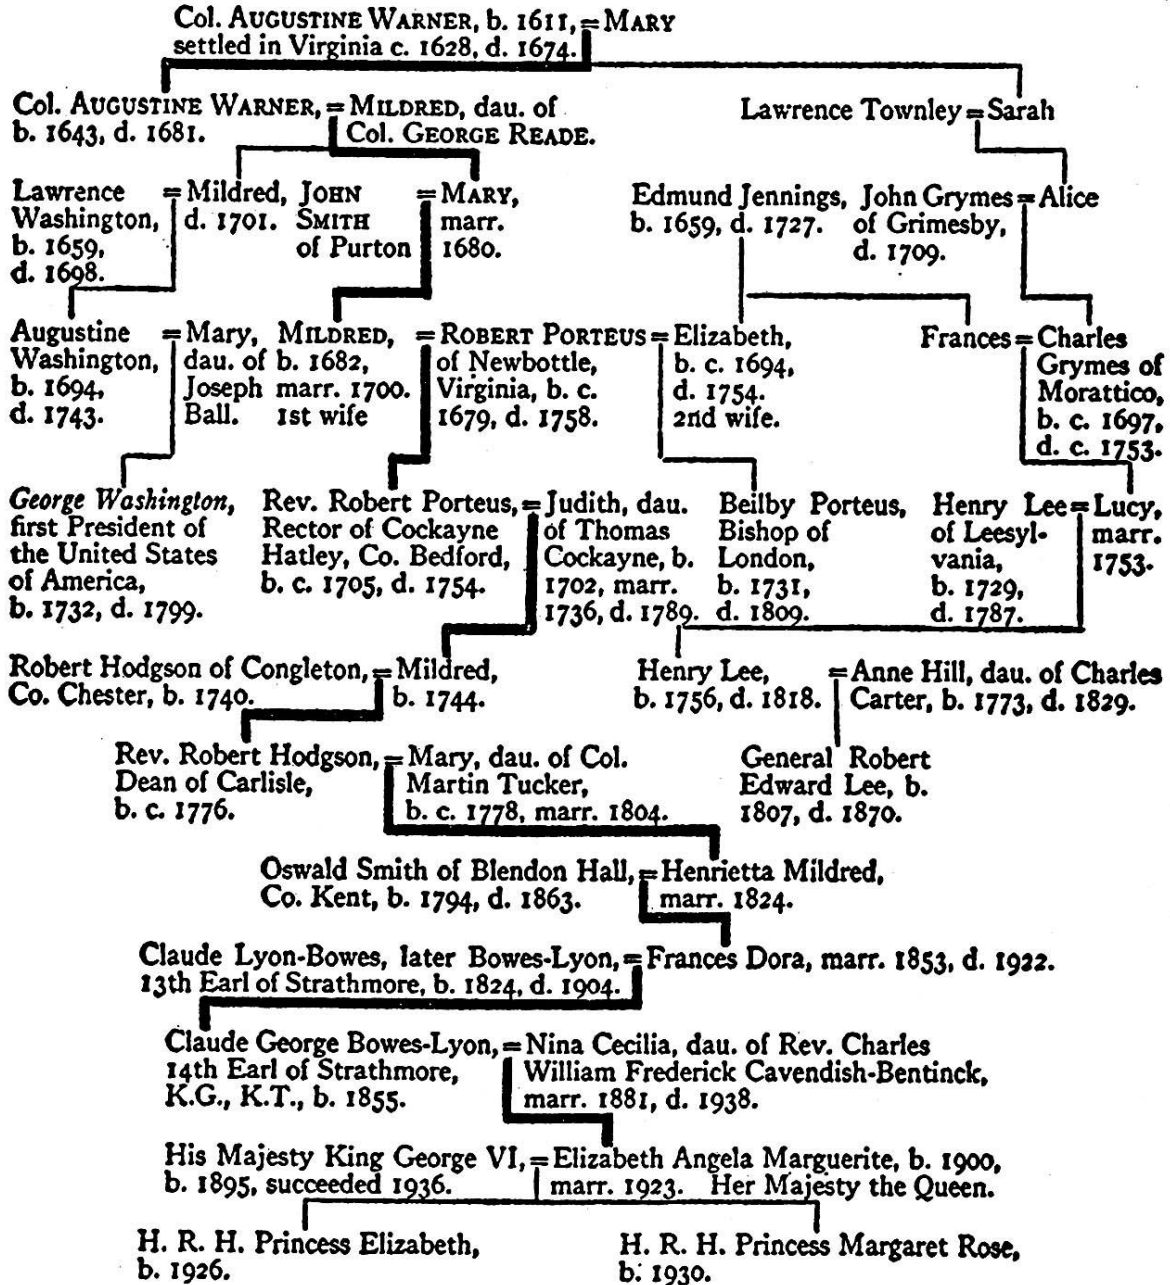 Col. AUGUSTINE WARNER, b. 1611, = MARY
settled in Virginia c. 1628, d. 1674.
Col. AUGUSTINE WARNER, = MILDRED, dau. of
b. 1643, d. 1681.
Col. GEORGE READE.
Lawrence Townley = Sarah
Lawrence
Washington,
b. 1659,
d. 1698.
= Mildred,
d. 1701.
JOHN
SMITH
of Purton
= MARY,
marr.
1680.
Edmund Jennings,
b. 1659, d. 1727.
John Grymes = Alice
of Grimesby,
d. 1709.
Augustine
Washington,
b. 1694,
d. 1743.
= Mary,
dau. of
Joseph
Ball.
MILDRED,
b. 1682,
marr. 1700.
1st wife
= ROBERT PORTEUS =
of Newbottle,
Virginia, b. c.
1679, d. 1758.
Elizabeth,
b. c. 1694,
d. 1754.
2nd wife.
Frances = Charles
Grymes of
Morattico,
b. c. 1697,
d. c. 1753.
George Washington,
first President of
the United States
of America,
b. 1732, d. 1799.
Rev. Robert Porteus, =
Rector of Cockayne
Hatley, Co. Bedford,
b. c. 1705, d. 1754.
Judith, dau.
of Thomas
Cockayne, b.
1702, marr.
1736, d. 1789.
Beilby Porteus,
Bishop of
London,
b. 1731,
d. 1809.
Henry Lee =
of Leesyl-
vania,
b. 1729,
d. 1787.
Lucy,
marr.
1753.
Robert Hodgson of Congleton, = Mildred,
Co. Chester, b. 1740.
b. 1744.
Henry Lee,
b. 1756, d. 1818.
= Anne Hill, dau. of Charles
Carter, b. 1773, d. 1829.
Rev. Robert Hodgson, =
Dean of Carlisle,
b. c. 1776.
Mary, dau. of Col.
Martin Tucker,
b. c. 1778, marr. 1804.
General Robert
Edward Lee, b.
1807, d. 1870.
Oswald Smith of Blendon Hall, = Henrietta Mildred,
Co. Kent, b. 1794, d. 1863.
marr. 1824.
Claude Lyon-Bowes, later Bowes-Lyon, = Frances Dora, marr. 1853, d. 1922.
13th Earl of Strathmore, b. 1824, d. 1904.
Claude George Bowes-Lyon, =
14th Earl of Strathmore,
K.G., K.T., b. 1855.
Nina Cecilia, dau. of Rev. Charles
William Frederick Cavendish-Bentinck,
marr. 1881, d. 1938.
His Majesty King George VI, = Elizabeth Angela Marguerite, b. 1900,
b. 1895, succeeded 1936.
marr. 1923. Her Majesty the Queen.
H. R. H. Princess Elizabeth,
b. 1926.
H. R. H. Princess Margaret Rose,
b. 1930.